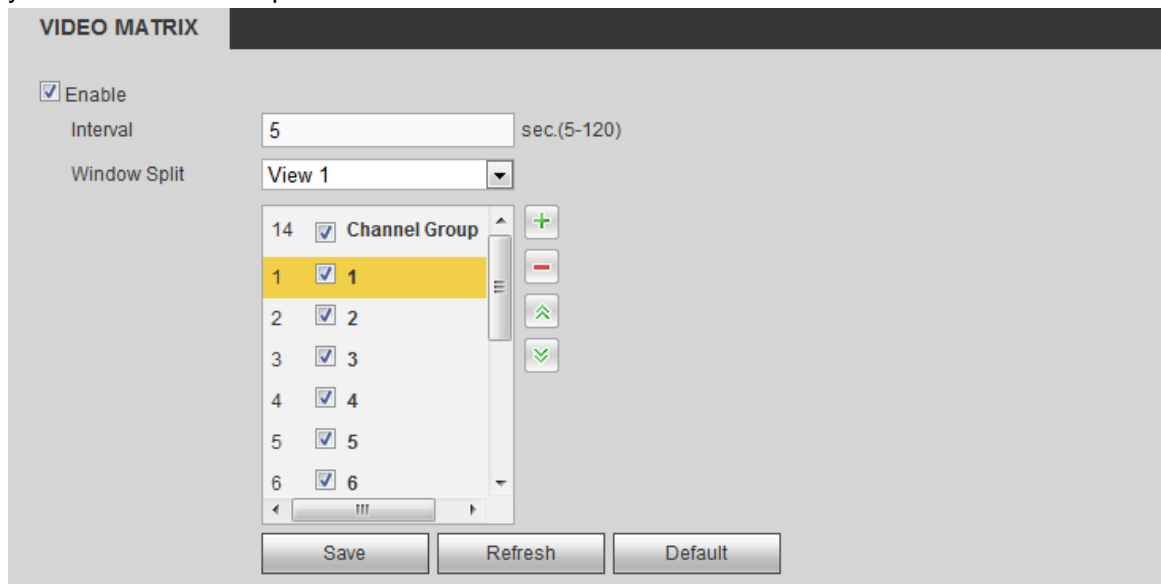 VIDEO MATRIX
Enable
Interval 5 sec.(5-120)
Window Split View 1
14 Channel Group
1 1
2 2
3 3
4 4
5 5
6 6
Save Refresh Default